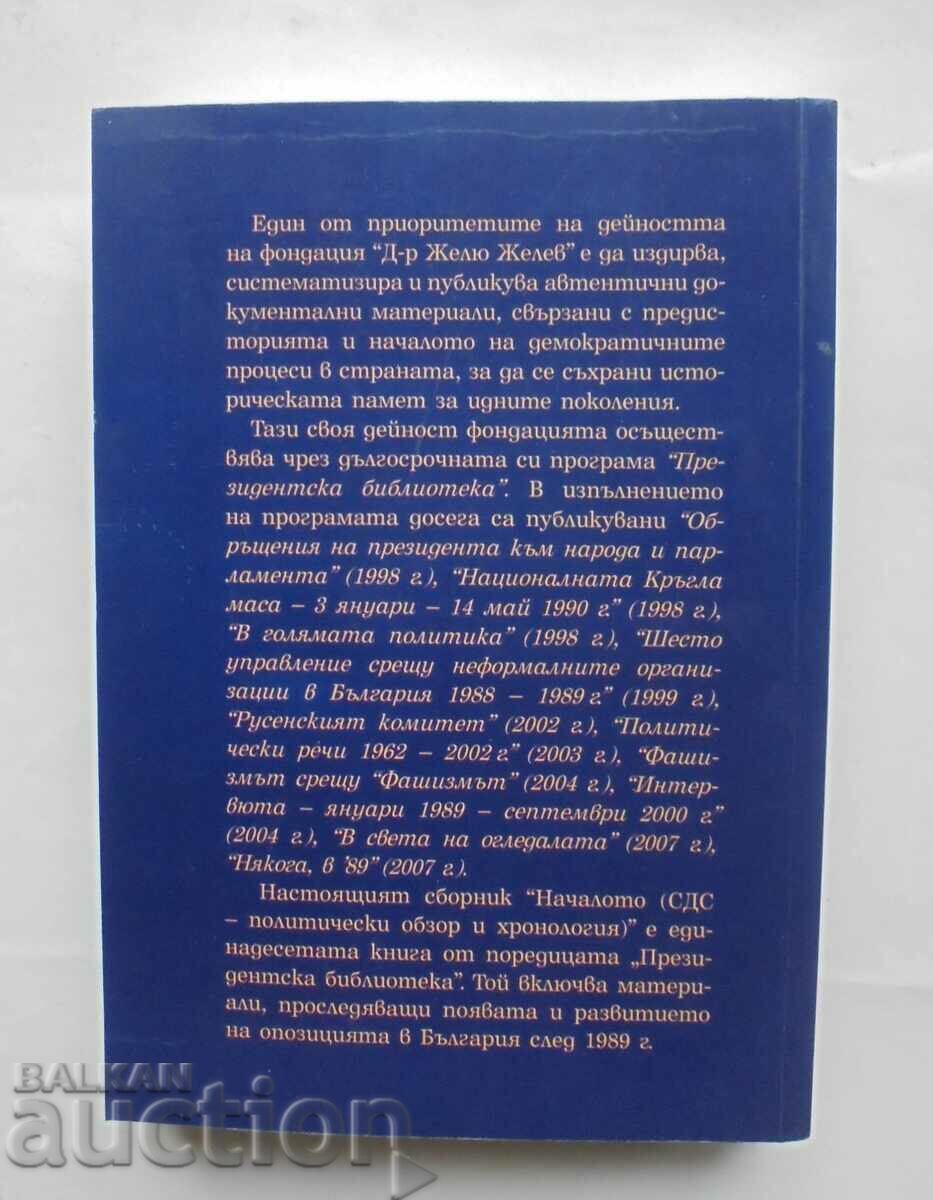 Един от приоритетите на дейността
на фондация “Д-р Желю Желев” е да издирва,
систематизира и публикува автентични до-
кументални материали, свързани с предис-
торията и началото на демократичните
процеси в страната, за да се съхрани исто-
рическата памет за идните поколения.
Тази своя дейност фондацията осъщест-
вява чрез дългосрочната си програма “Пре-
зидентска библиотека”. В изпълнението
на програмата досега са публикувани “Об-
ръщения на президента към народа и пар-
ламента” (1998 г.), “Националната Кръгла
маса – 3 януари – 14 май 1990 г.” (1998 г.),
“В голямата политика” (1998 г.), “Шесто
управление срещу неформалните органи-
зации в България 1988 – 1989 г.” (1999 г.),
“Русенският комитет” (2002 г.), “Полити-
чески речи 1962 – 2002 г.” (2003 г.), “Фаши-
змът срещу “Фашизмът” (2004 г.), “Интер-
вюта – януари 1989 – септември 2000 г.”
(2004 г.), “В света на огледалата” (2007 г.),
“Някога, в ’89” (2007 г.).
Настоящият сборник “Началото (СДС
– политически обзор и хронология)” е еди-
надесетата книга от поредицата „Прези-
дентска библиотека”. Той включва матери-
али, проследяващи появата и развитието
на опозицията в България след 1989 г.
BALKAN
auction